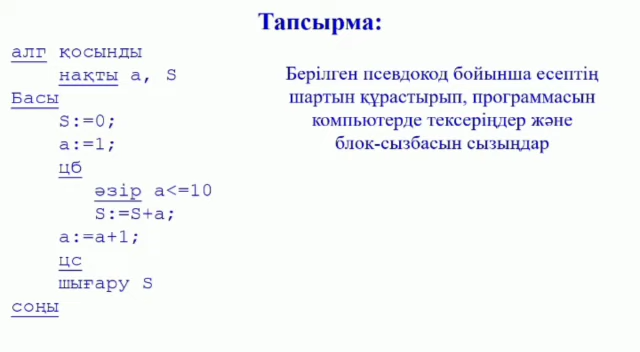 Тапсырма:
алг қосынды
нақты a, S
Басы
S:=0;
a:=1;
цб
әзір a<=10
S:=S+a;
a:=a+1;
цс
шығару S
соңы
Берілген псевдокод бойынша есептің
шартын құрастырып, программасын
компьютерде тексеріңдер және
блок-сызбасын сызыңдар